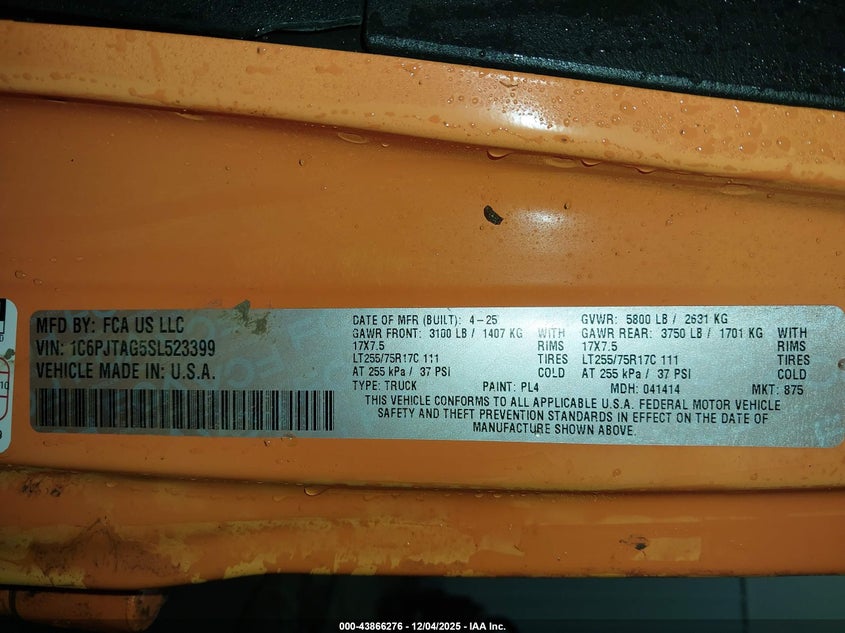 MFD BY: FCA US LLC
VIN: 1C6PJTAG5SL523399
VEHICLE MADE IN: U.S.A.
DATE OF MFR (BUILT): 4-25 GVWR: 5800 LB / 2631 KG
GAWR FRONT: 3100 LB / 1407 KG WITH GAWR REAR: 3750 LB / 1701 KG WITH
17X7.5 RIMS 17X7.5 RIMS
LT255/75R17C 111 TIRES LT255/75R17C 111 TIRES
AT 255 kPa / 37 PSI COLD AT 255 kPa / 37 PSI COLD
TYPE: TRUCK PAINT: PL4 MDH: 041414 MKT: 875
THIS VEHICLE CONFORMS TO ALL APPLICABLE U.S.A. FEDERAL MOTOR VEHICLE
SAFETY AND THEFT PREVENTION STANDARDS IN EFFECT ON THE DATE OF
MANUFACTURE SHOWN ABOVE.
000-43866276 - 12/04/2025 - IAA Inc.